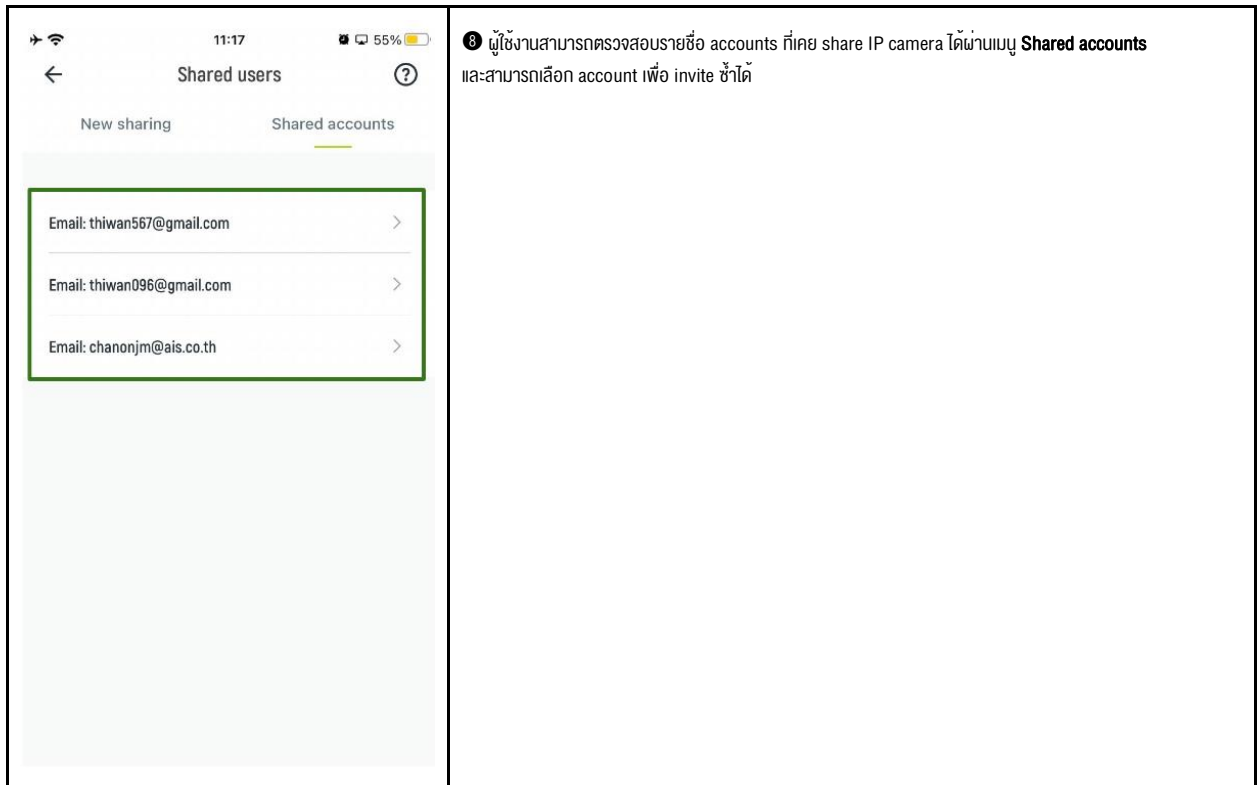 11:17
55%
Shared users
New sharing
Shared accounts
Email: thiwan567@gmail.com
Email: thiwan096@gmail.com
Email: chanonjm@ais.co.th
❽ ผู้ใช้งานสามารถตรวจสอบรายชื่อ accounts ที่เคย share IP camera ได้ผ่านเมนู Shared accounts
และสามารถเลือก account เพื่อ invite ซ้ำได้